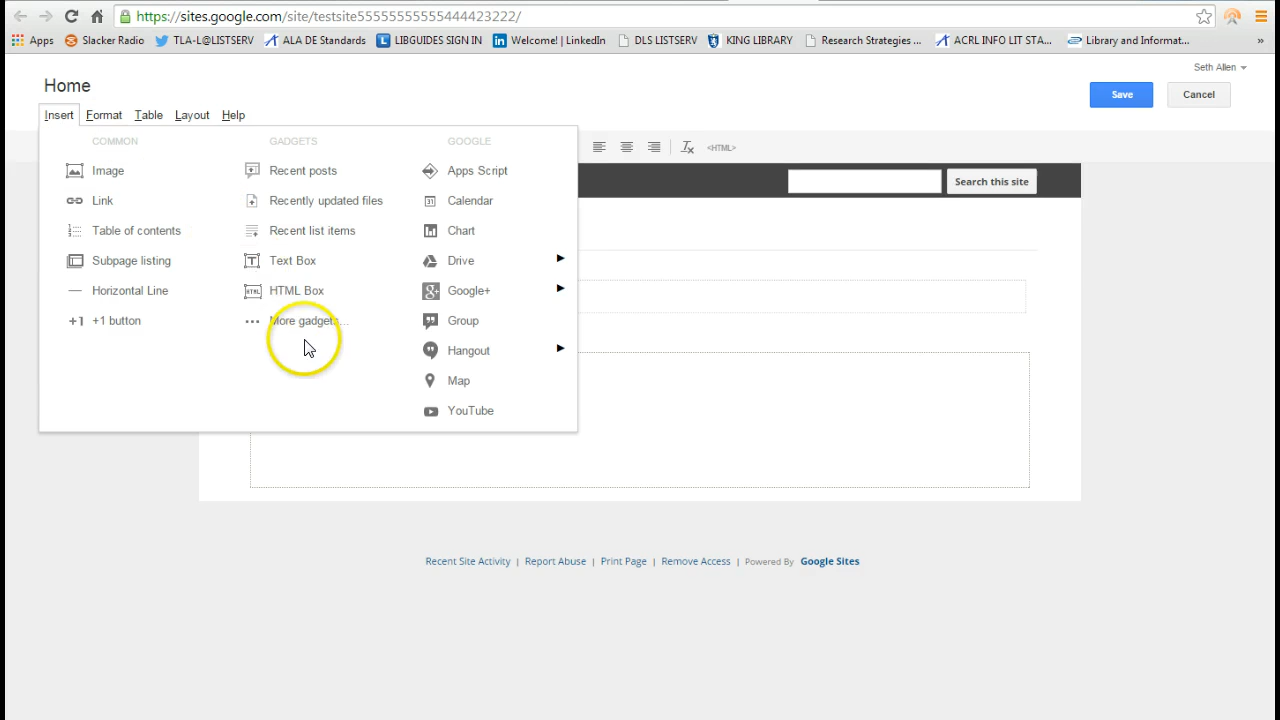 https://sites.google.com/site/testsite55555555555444423222/
Apps Slacker Radio TLA-L@LISTSERV ALA DE Standards LIBGUIDES SIGN IN Welcome! | LinkedIn DLS LISTSERV KING LIBRARY Research Strategies ... ACRL INFO LIT STA... Library and Informat... »
Seth Allen
Home
Save Cancel
Insert Format Table Layout Help
COMMON GADGETS GOOGLE
<HTML>
Image Recent posts Apps Script
Search this site
Link Recently updated files Calendar
31
Table of contents Recent list items Chart
Subpage listing Text Box Drive
Horizontal Line HTML Box Google+
HTML
g+
+1 +1 button More gadgets... Group
Hangout
Map
YouTube
Recent Site Activity | Report Abuse | Print Page | Remove Access | Powered By Google Sites